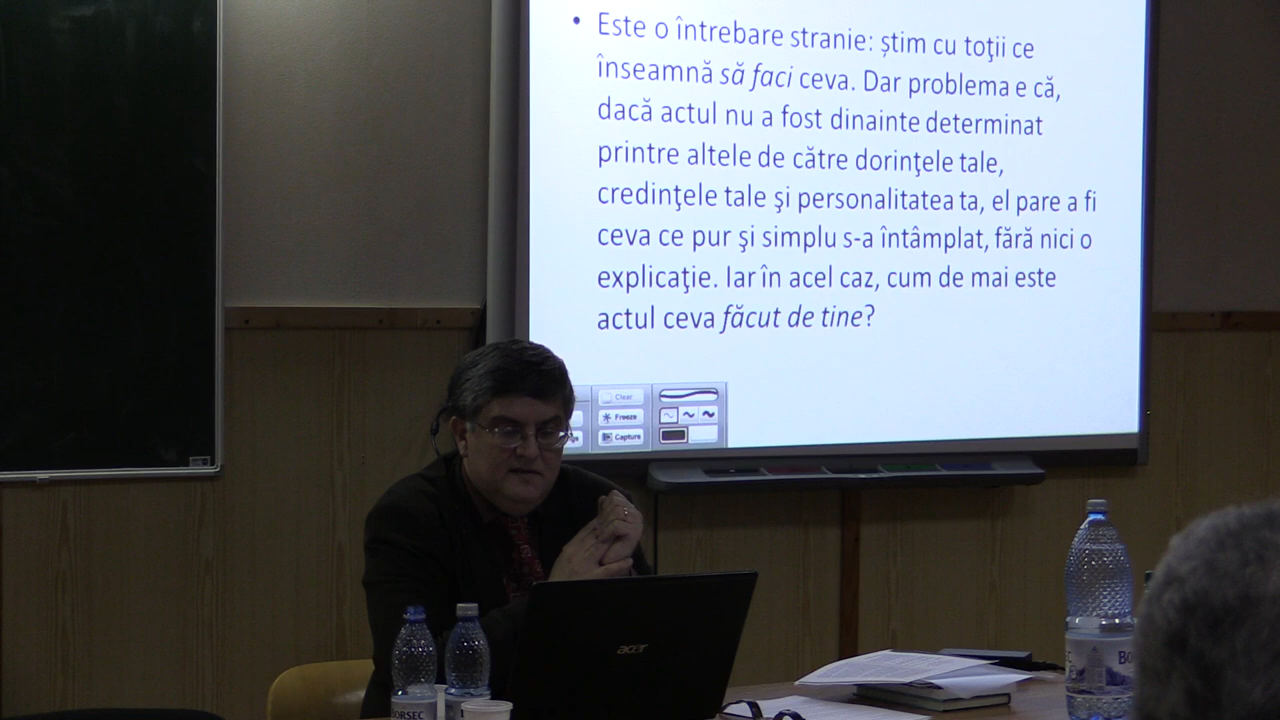 • Este o întrebare stranie: știm cu toţii ce
înseamnă să faci ceva. Dar problema e că,
dacă actul nu a fost dinainte determinat
printre altele de către dorinţele tale,
credinţele tale şi personalitatea ta, el pare a fi
ceva ce pur şi simplu s-a întâmplat, fără nici o
explicaţie. Iar în acel caz, cum de mai este
actul ceva făcut de tine?
Clear
Freeze
Capture
acer
BORSEC